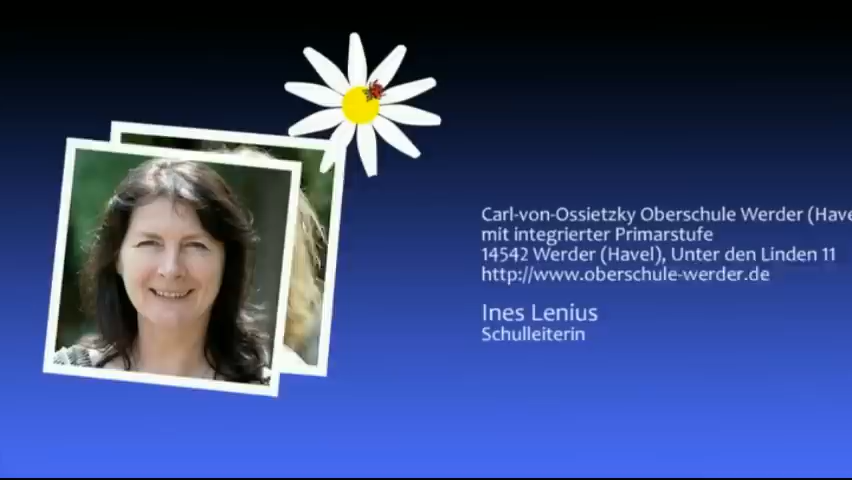 Carl-von-Ossietzky Oberschule Werder (Have
mit integrierter Primarstufe
14542 Werder (Havel), Unter den Linden 11
http://www.oberschule-werder.de
Ines Lenius
Schulleiterin